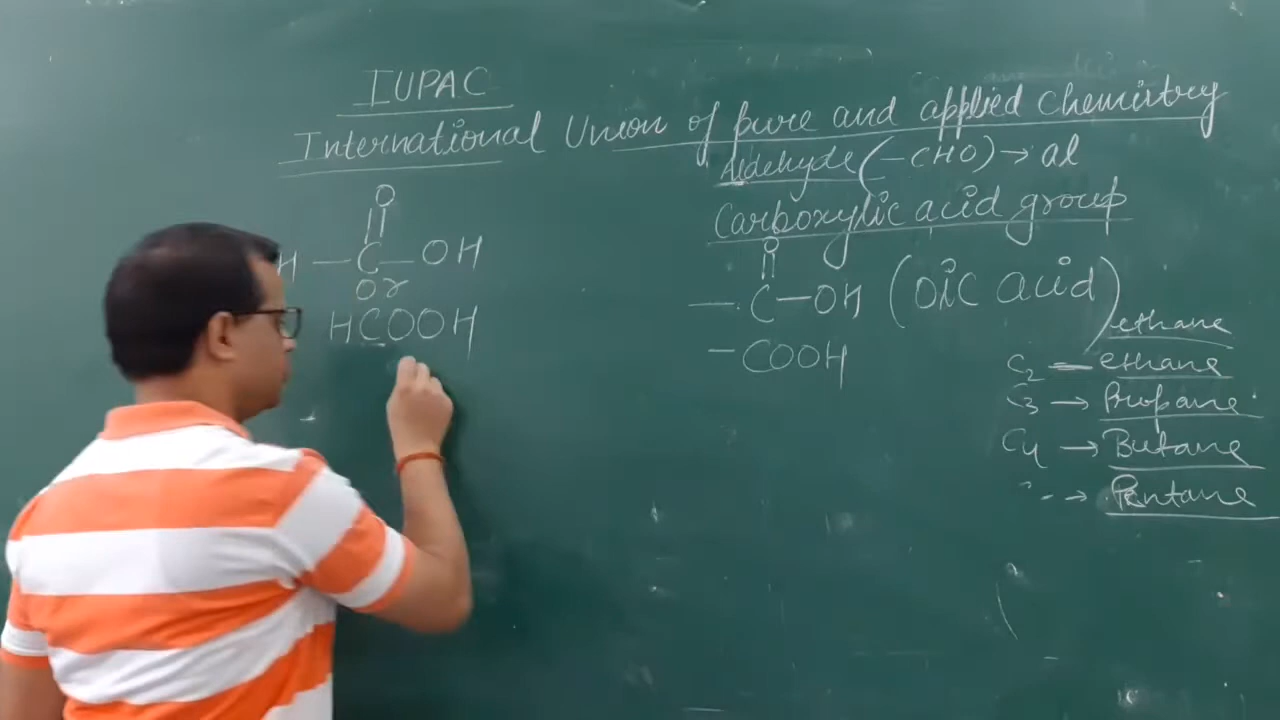 IUPAC
International Union of pure and applied Chemistry
Aldehyde (-CHO) → al
Carboxylic acid group
O
H - C - OH
or
HCOOH
O
- C - OH (Oic acid)
- COOH
ethane
C2 - ethane
C3 → Propane
C4 → Butane
→ Pentane